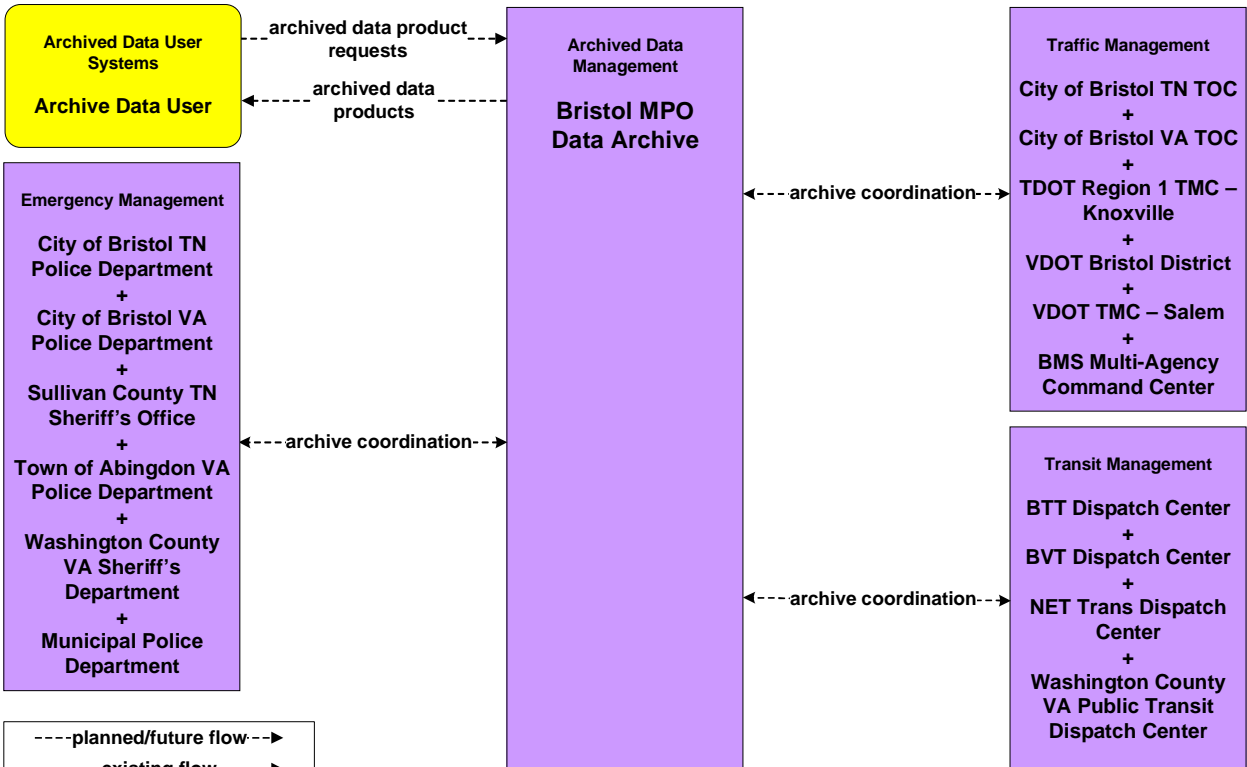 Archived Data User
Systems
Archive Data User
archived data product
requests
archived data
products
Archived Data
Management
Bristol MPO
Data Archive
Traffic Management
City of Bristol TN TOC
+
City of Bristol VA TOC
+
TDOT Region 1 TMC –
Knoxville
+
VDOT Bristol District
+
VDOT TMC – Salem
+
BMS Multi-Agency
Command Center
archive coordination
Emergency Management
City of Bristol TN
Police Department
+
City of Bristol VA
Police Department
+
Sullivan County TN
Sheriff's Office
+
Town of Abingdon VA
Police Department
+
Washington County
VA Sheriff's
Department
+
Municipal Police
Department
archive coordination
Transit Management
BTT Dispatch Center
+
BVT Dispatch Center
+
NET Trans Dispatch
Center
+
Washington County
VA Public Transit
Dispatch Center
archive coordination
planned/future flow
existing flow